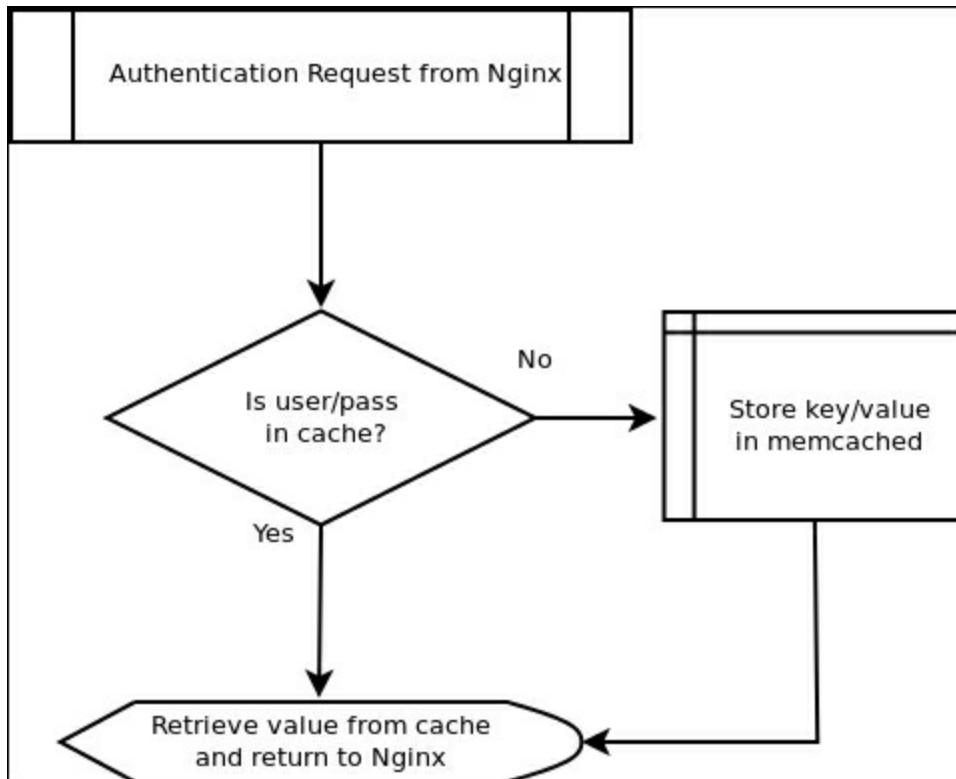 Authentication Request from Nginx
No
Is user/pass
in cache?
Store key/value
in memcached
Yes
Retrieve value from cache
and return to Nginx